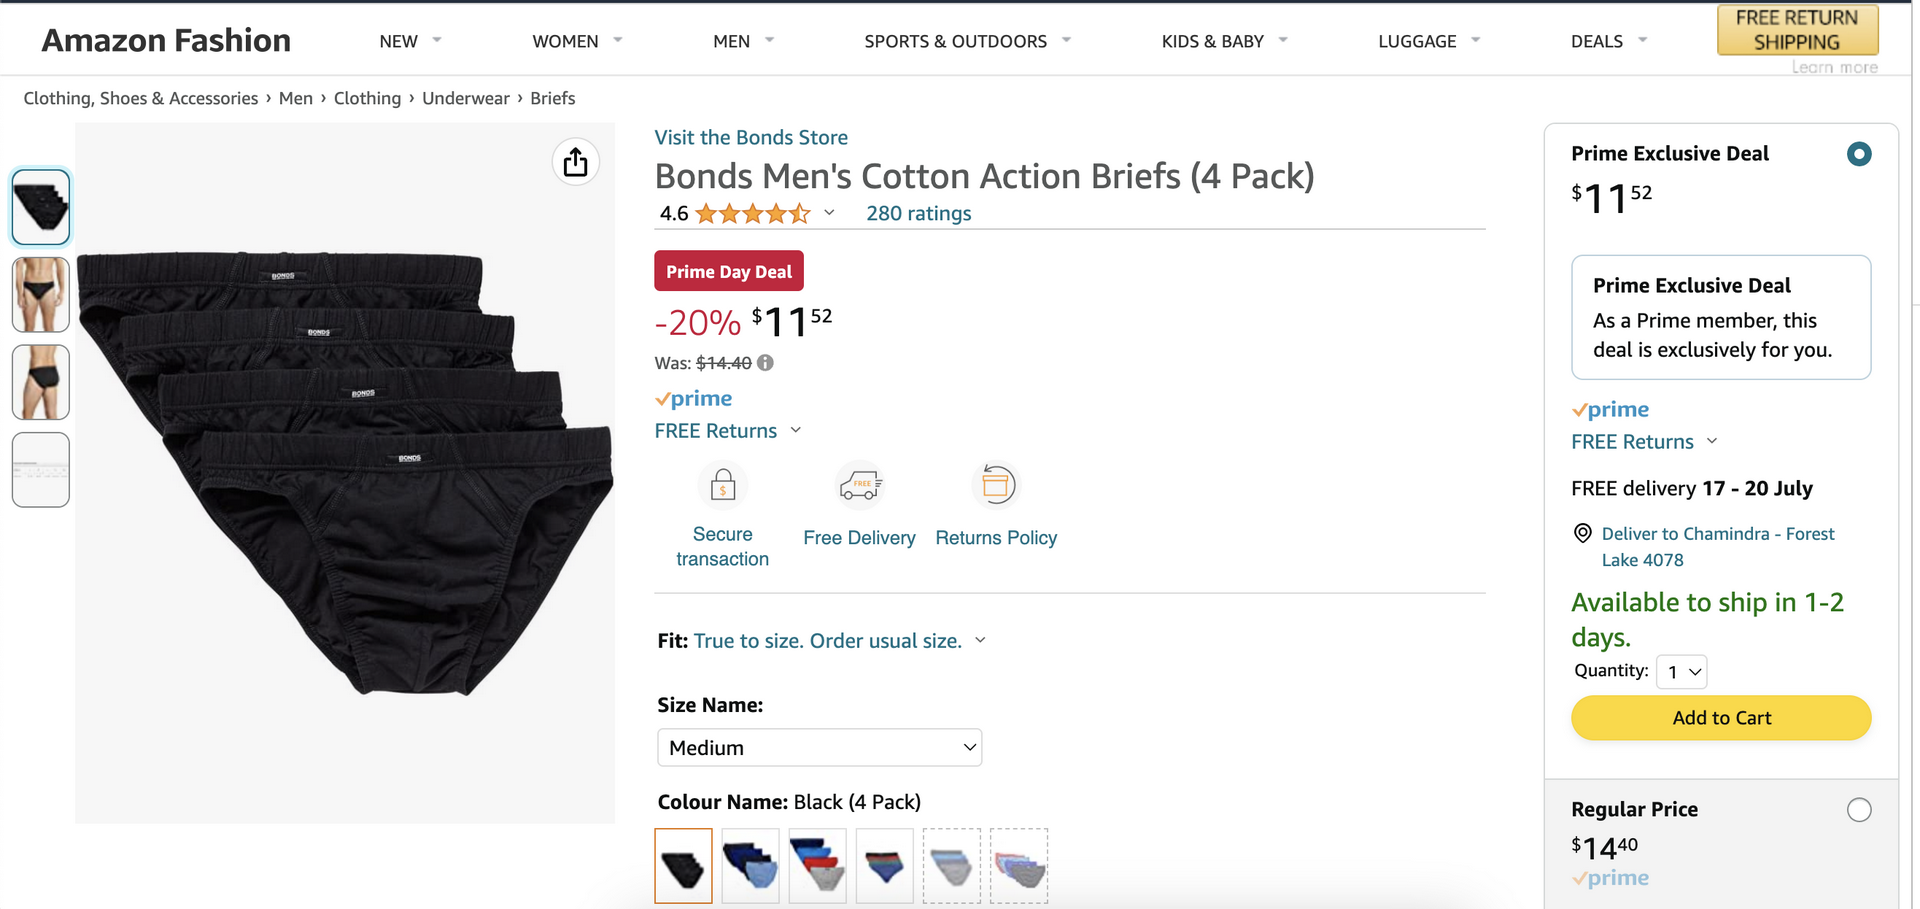 Amazon Fashion
NEW
WOMEN
MEN
SPORTS & OUTDOORS
KIDS & BABY
LUGGAGE
DEALS
FREE RETURN
SHIPPING
Learn more
Clothing, Shoes & Accessories › Men › Clothing › Underwear › Briefs
BONDS
BONDS
BONDS
BONDS
Visit the Bonds Store
Bonds Men's Cotton Action Briefs (4 Pack)
4.6 280 ratings
Prime Day Deal
-20% $11 52
Was: $14.40
prime
FREE Returns
$
FREE
Secure
transaction
Free Delivery
Returns Policy
Fit: True to size. Order usual size.
Size Name:
Medium
Colour Name: Black (4 Pack)
Prime Exclusive Deal
$11 52
Prime Exclusive Deal
As a Prime member, this
deal is exclusively for you.
prime
FREE Returns
FREE delivery 17 - 20 July
Deliver to Chamindra - Forest
Lake 4078
Available to ship in 1-2
days.
Quantity: 1
Add to Cart
Regular Price
$14 40
prime